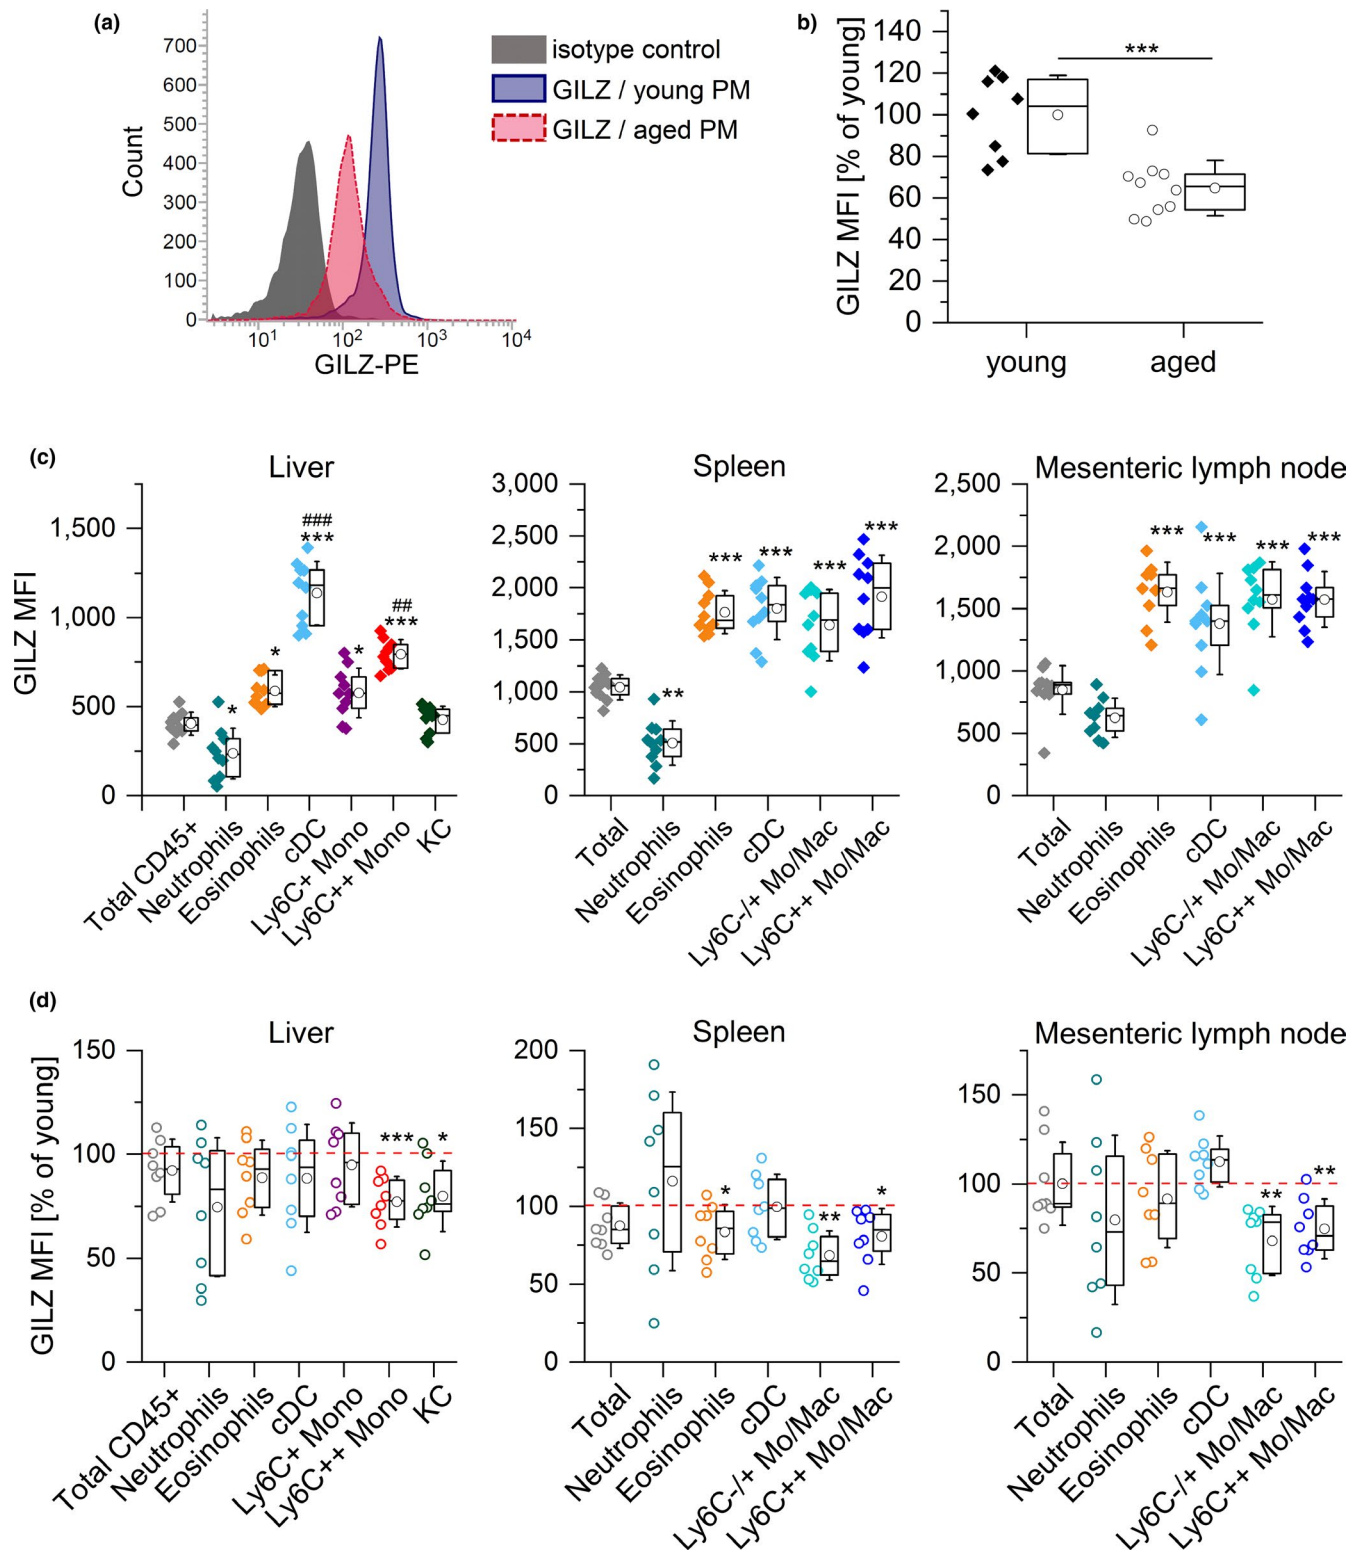 (a)
700
600
500
400
300
200
100
0
Count
10¹ 10² 10³ 10⁴
GILZ-PE
isotype control
GILZ / young PM
GILZ / aged PM
b)
140
120
100
80
60
40
20
0
GILZ MFI [% of young]
***
young aged
(c)
Liver
1,500
1,000
500
0
GILZ MFI
*
*
###
***
*
##
***
Total CD45+
Neutrophils
Eosinophils
cDC
Ly6C+ Mono
Ly6C++ Mono
KC
Spleen
3,000
2,500
2,000
1,500
1,000
500
0
**
***
***
***
***
Total
Neutrophils
Eosinophils
cDC
Ly6C-/+ Mo/Mac
Ly6C++ Mo/Mac
Mesenteric lymph node
2,500
2,000
1,500
1,000
500
0
***
***
***
***
Total
Neutrophils
Eosinophils
cDC
Ly6C-/+ Mo/Mac
Ly6C++ Mo/Mac
(d)
Liver
150
100
50
0
GILZ MFI [% of young]
***
*
Total CD45+
Neutrophils
Eosinophils
cDC
Ly6C+ Mono
Ly6C++ Mono
KC
Spleen
200
150
100
50
0
*
**
*
Total
Neutrophils
Eosinophils
cDC
Ly6C-/+ Mo/Mac
Ly6C++ Mo/Mac
Mesenteric lymph node
150
100
50
0
**
**
Total
Neutrophils
Eosinophils
cDC
Ly6C-/+ Mo/Mac
Ly6C++ Mo/Mac